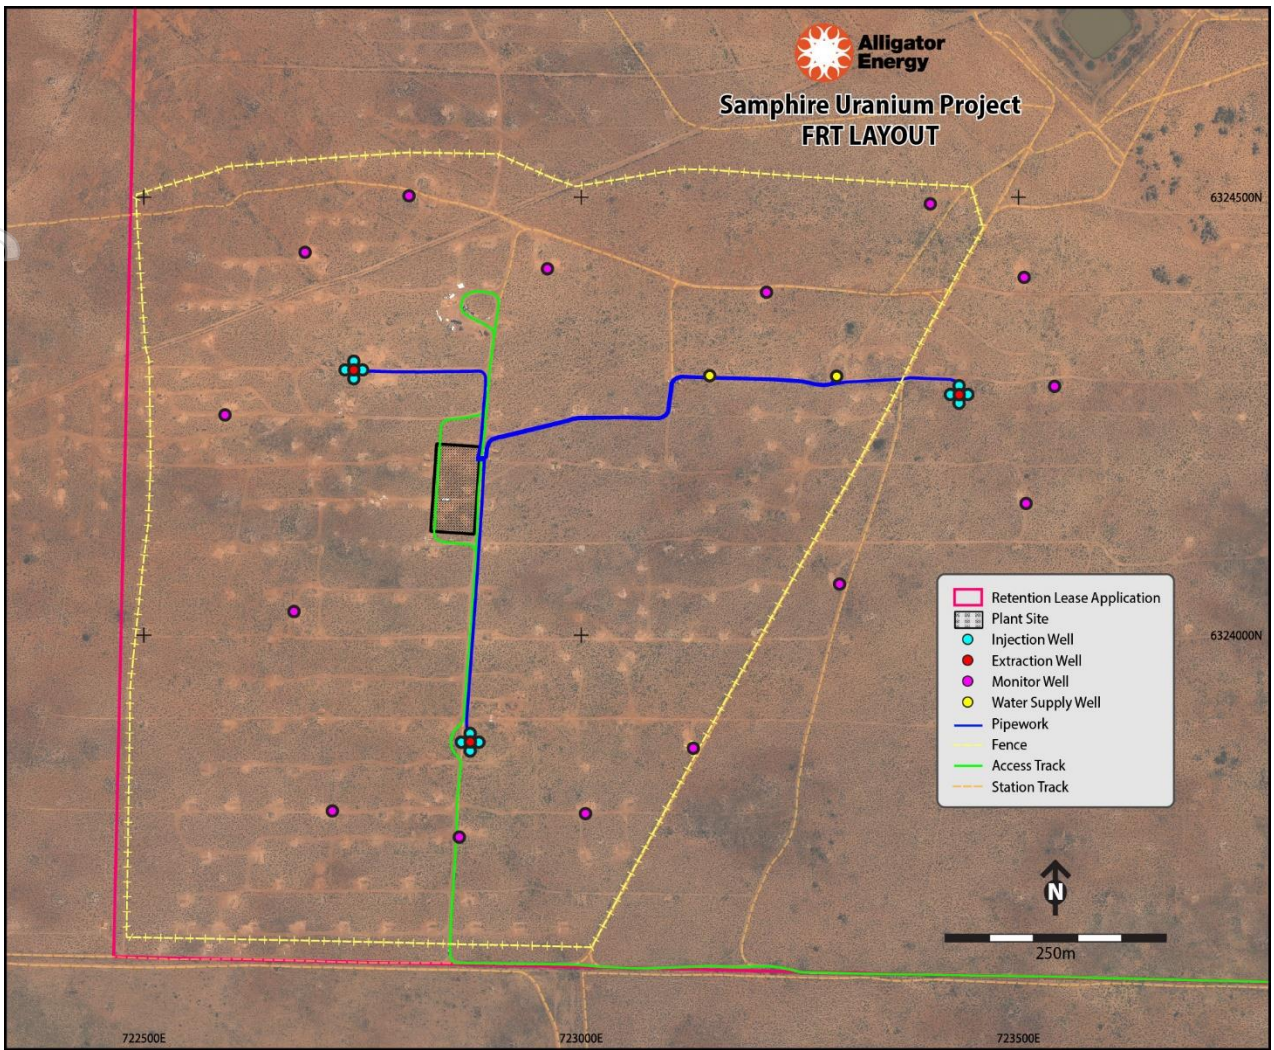 Alligator
Energy
Samphire Uranium Project
FRT LAYOUT
6324500N
Retention Lease Application
Plant Site
Injection Well
Extraction Well
Monitor Well
Water Supply Well
Pipework
Fence
Access Track
Station Track
6324000N
N
250m
722500E
723000E
723500E